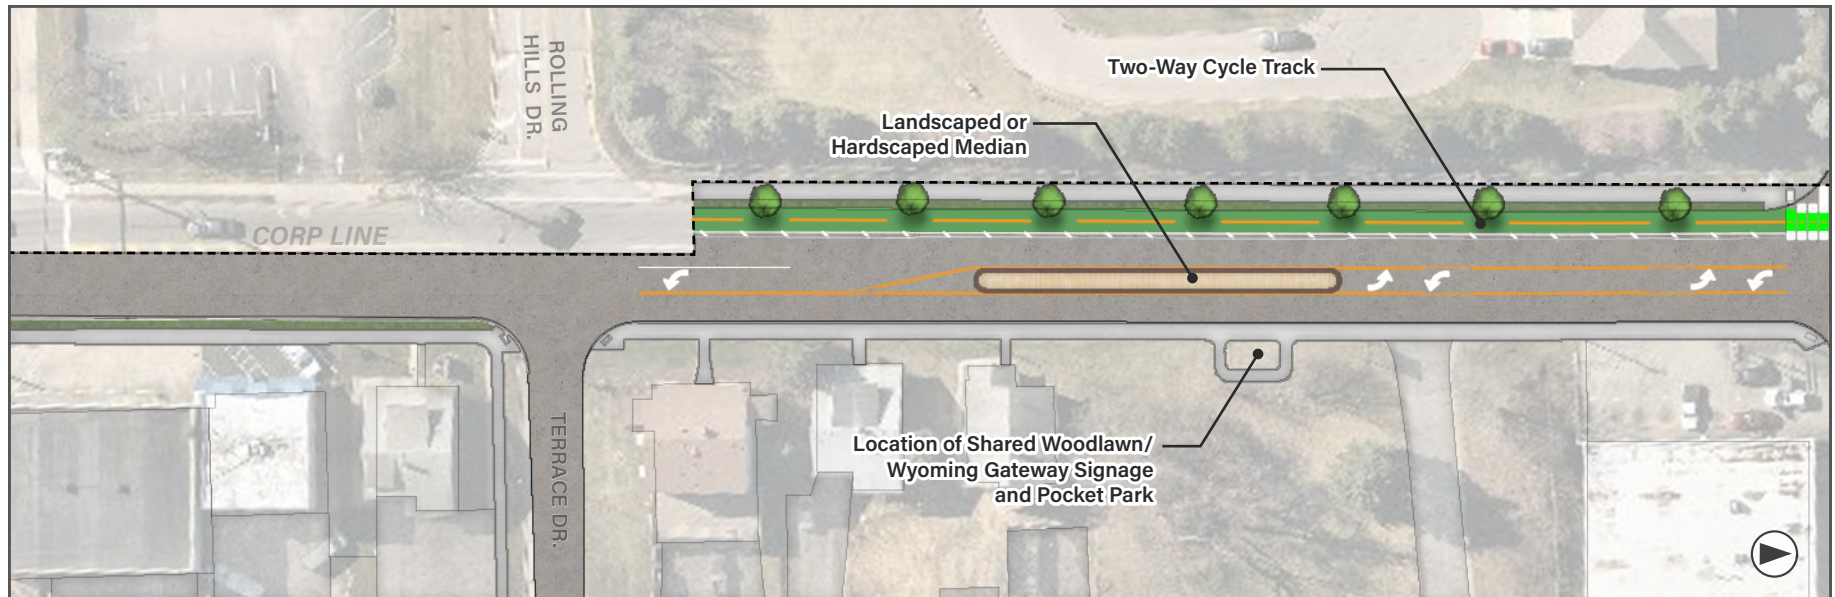 ROLLING
HILLS DR.
Two-Way Cycle Track
Landscaped or
Hardscaped Median
CORP LINE
TERRACE DR.
Location of Shared Woodlawn/
Wyoming Gateway Signage
and Pocket Park